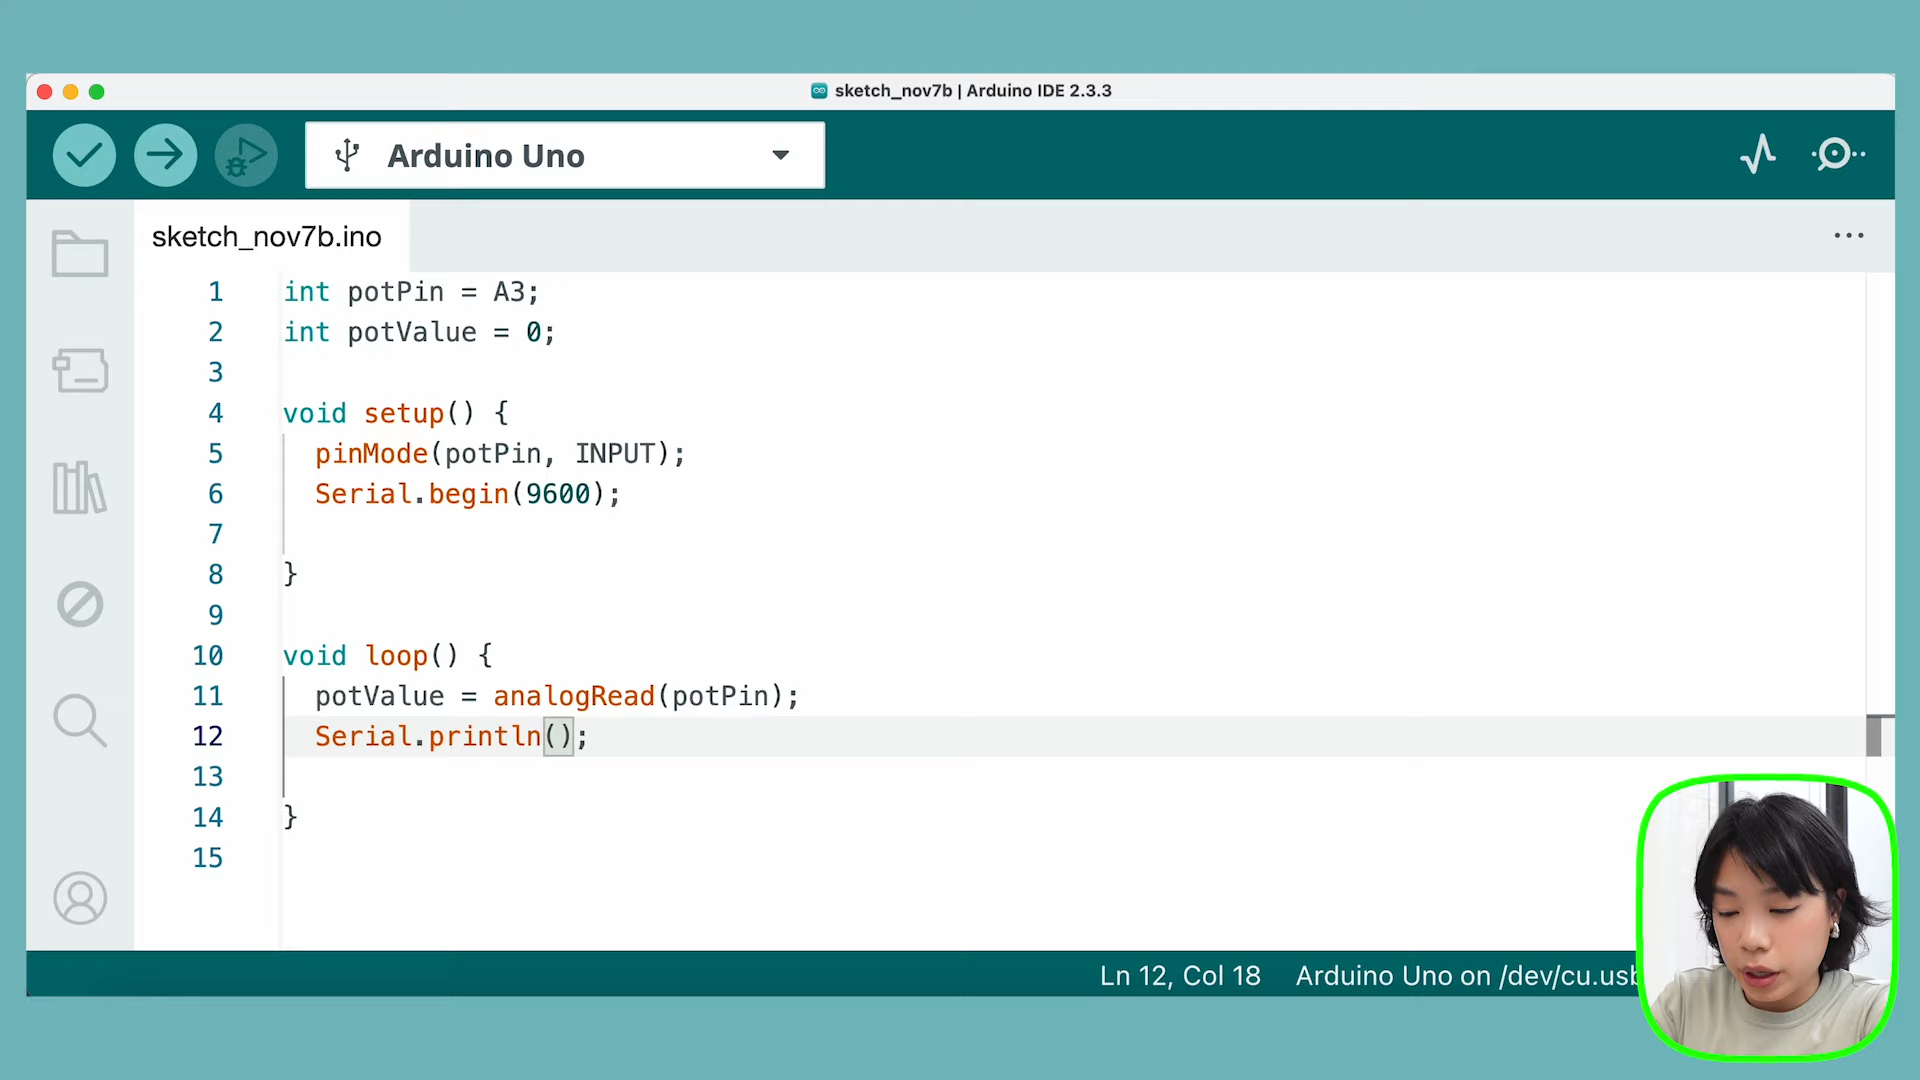 sketch_nov7b | Arduino IDE 2.3.3
Arduino Uno
sketch_nov7b.ino
1 int potPin = A3;
2 int potValue = 0;
3
4 void setup() {
5 pinMode(potPin, INPUT);
6 Serial.begin(9600);
7
8 }
9
10 void loop() {
11 potValue = analogRead(potPin);
12 Serial.println();
13
14 }
15
Ln 12, Col 18 Arduino Uno on /dev/cu.usb